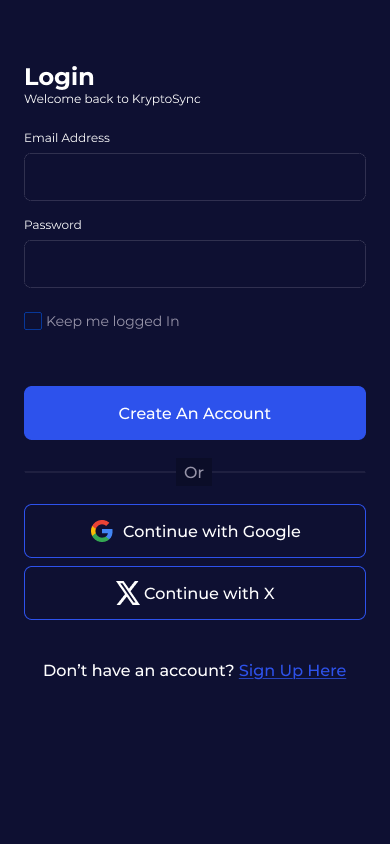 Login
Welcome back to KryptoSync
Email Address
Password
Keep me logged In
Create An Account
Or
Continue with Google
Continue with X
Don’t have an account? Sign Up Here